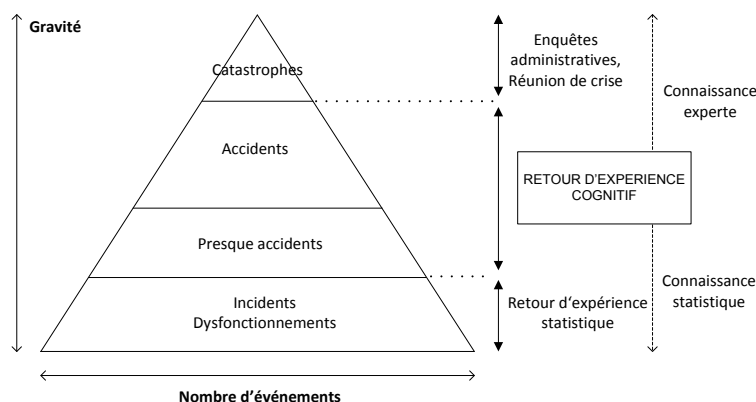 Gravité
Catastrophes
Accidents
Presque accidents
Incidents
Dysfonctionnements
Nombre d'événements
Enquêtes
administratives,
Réunion de crise
Retour d'expérience
statistique
Connaissance
experte
RETOUR D'EXPERIENCE
COGNITIF
Connaissance
statistique